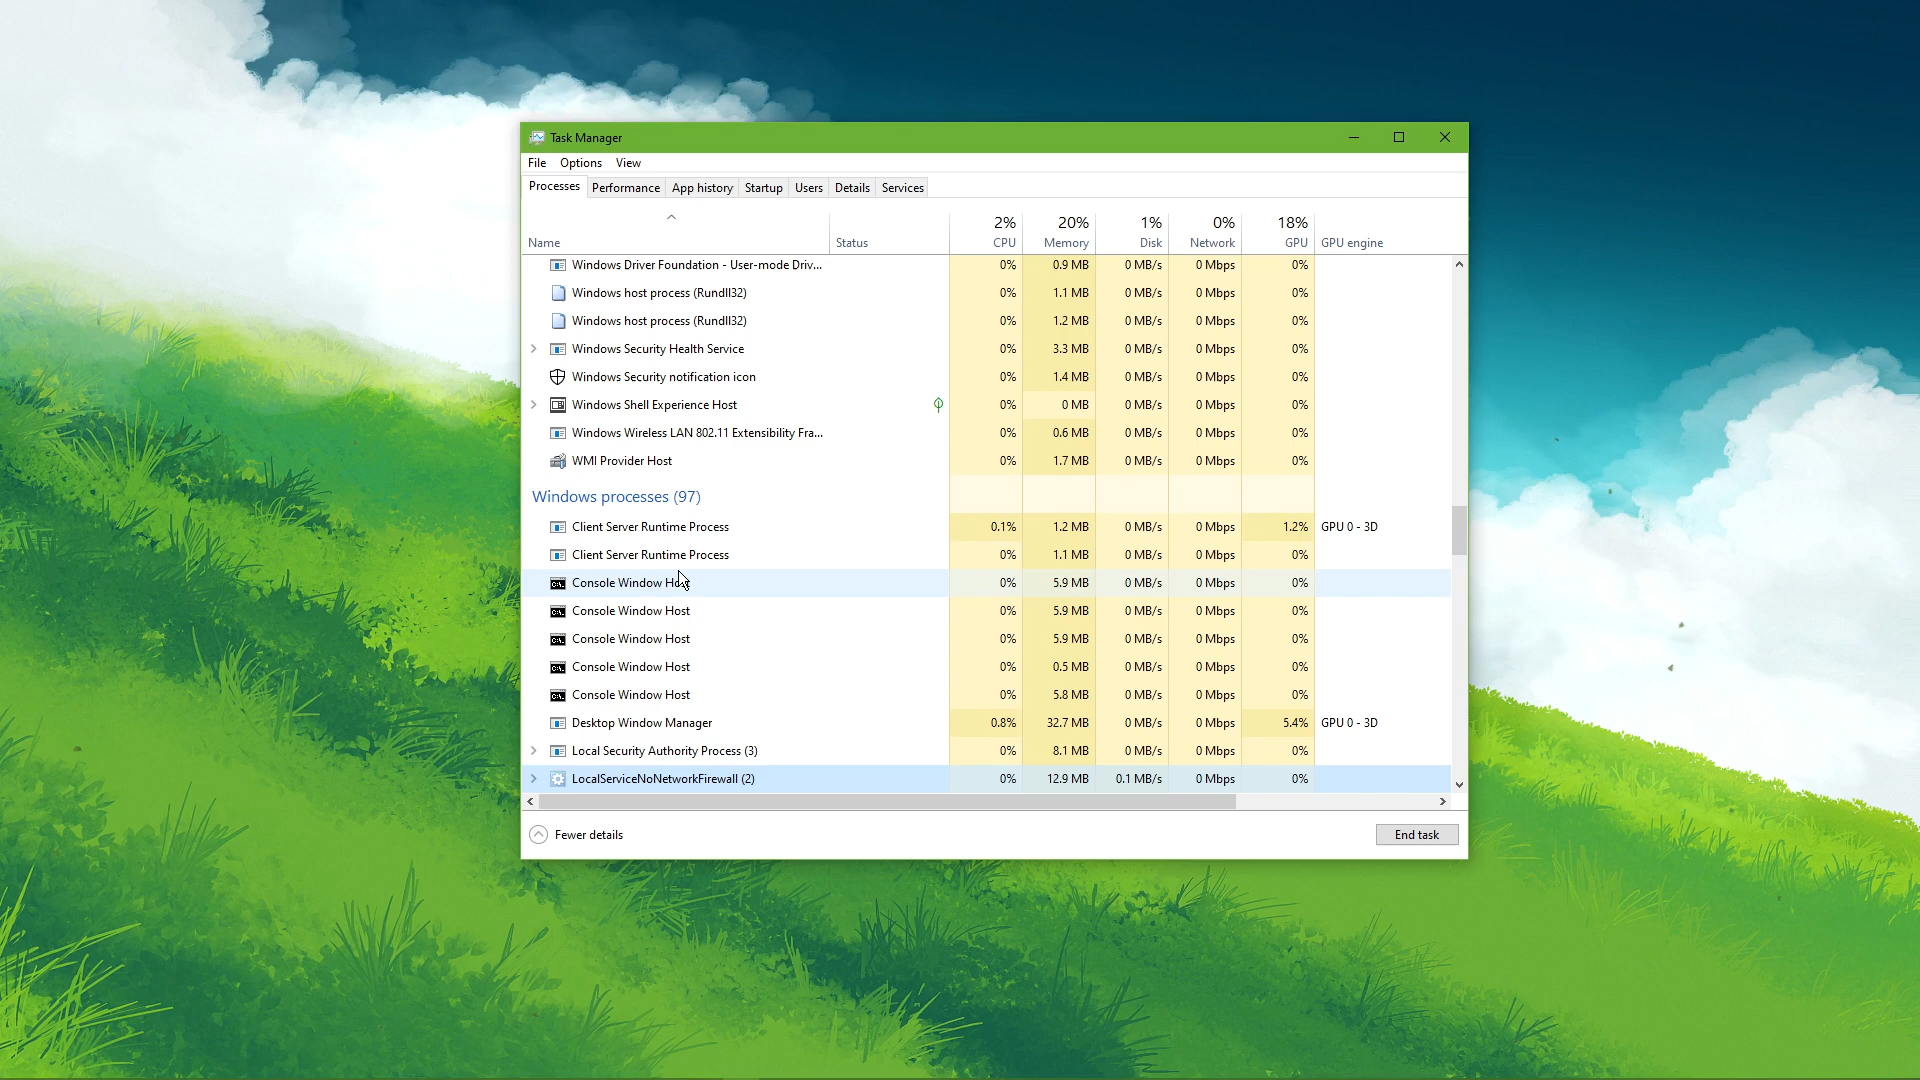 Task Manager
File Options View
Processes Performance App history Startup Users Details Services
2% 20% 1% 0% 18%
Name Status CPU Memory Disk Network GPU GPU engine
Windows Driver Foundation - User-mode Driv... 0% 0.9 MB 0 MB/s 0 Mbps 0%
Windows host process (Rundll32) 0% 1.1 MB 0 MB/s 0 Mbps 0%
Windows host process (Rundll32) 0% 1.2 MB 0 MB/s 0 Mbps 0%
Windows Security Health Service 0% 3.3 MB 0 MB/s 0 Mbps 0%
Windows Security notification icon 0% 1.4 MB 0 MB/s 0 Mbps 0%
Windows Shell Experience Host 0% 0 MB 0 MB/s 0 Mbps 0%
Windows Wireless LAN 802.11 Extensibility Fra... 0% 0.6 MB 0 MB/s 0 Mbps 0%
WMI Provider Host 0% 1.7 MB 0 MB/s 0 Mbps 0%
Windows processes (97)
Client Server Runtime Process 0.1% 1.2 MB 0 MB/s 0 Mbps 1.2% GPU 0 - 3D
Client Server Runtime Process 0% 1.1 MB 0 MB/s 0 Mbps 0%
Console Window Host 0% 5.9 MB 0 MB/s 0 Mbps 0%
Console Window Host 0% 5.9 MB 0 MB/s 0 Mbps 0%
Console Window Host 0% 5.9 MB 0 MB/s 0 Mbps 0%
Console Window Host 0% 0.5 MB 0 MB/s 0 Mbps 0%
Console Window Host 0% 5.8 MB 0 MB/s 0 Mbps 0%
Desktop Window Manager 0.8% 32.7 MB 0 MB/s 0 Mbps 5.4% GPU 0 - 3D
Local Security Authority Process (3) 0% 8.1 MB 0 MB/s 0 Mbps 0%
LocalServiceNoNetworkFirewall (2) 0% 12.9 MB 0.1 MB/s 0 Mbps 0%
Fewer details End task